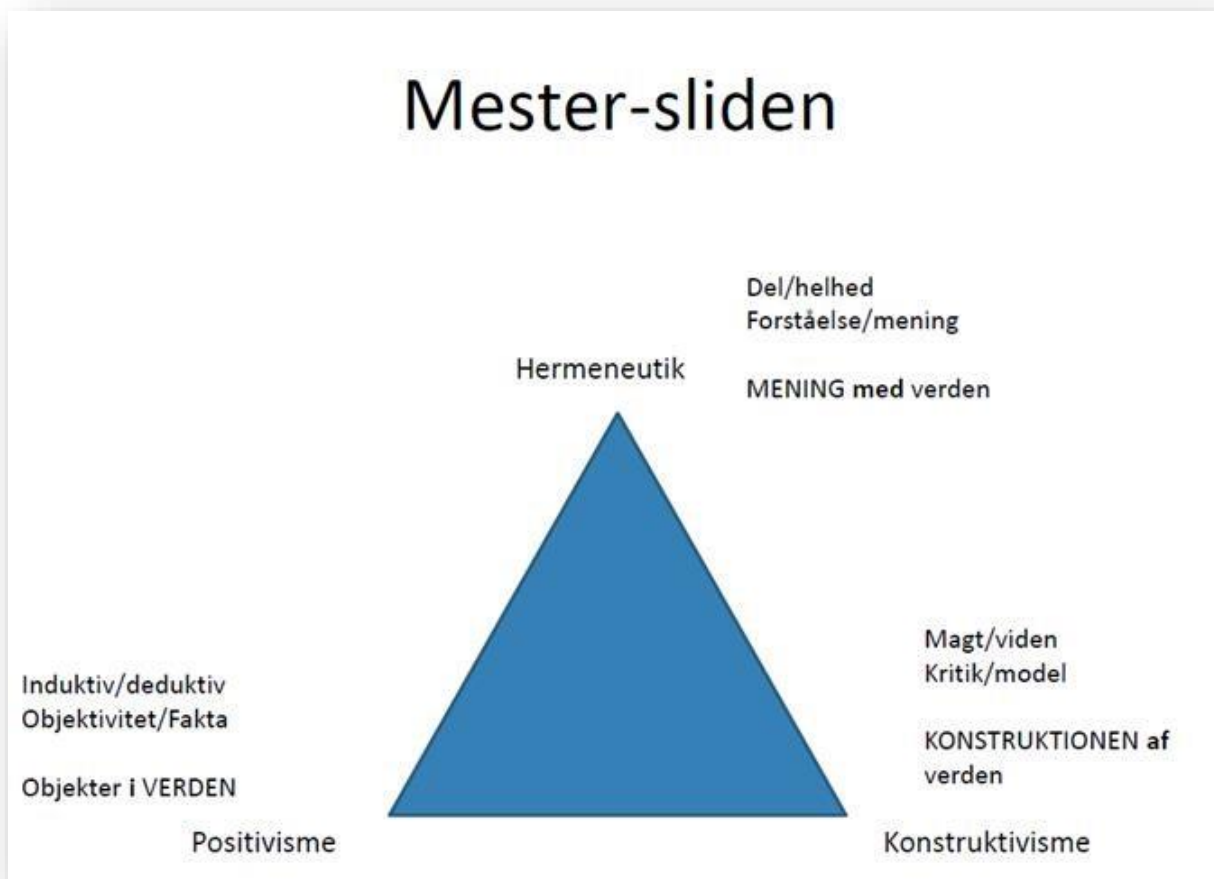 Mester-sliden
Del/helhed
Forståelse/mening
MENING med verden
Hermeneutik
Magt/viden
Kritik/model
KONSTRUKTIONEN af
verden
Konstruktivisme
Induktiv/deduktiv
Objektivitet/Fakta
Objekter i VERDEN
Positivisme